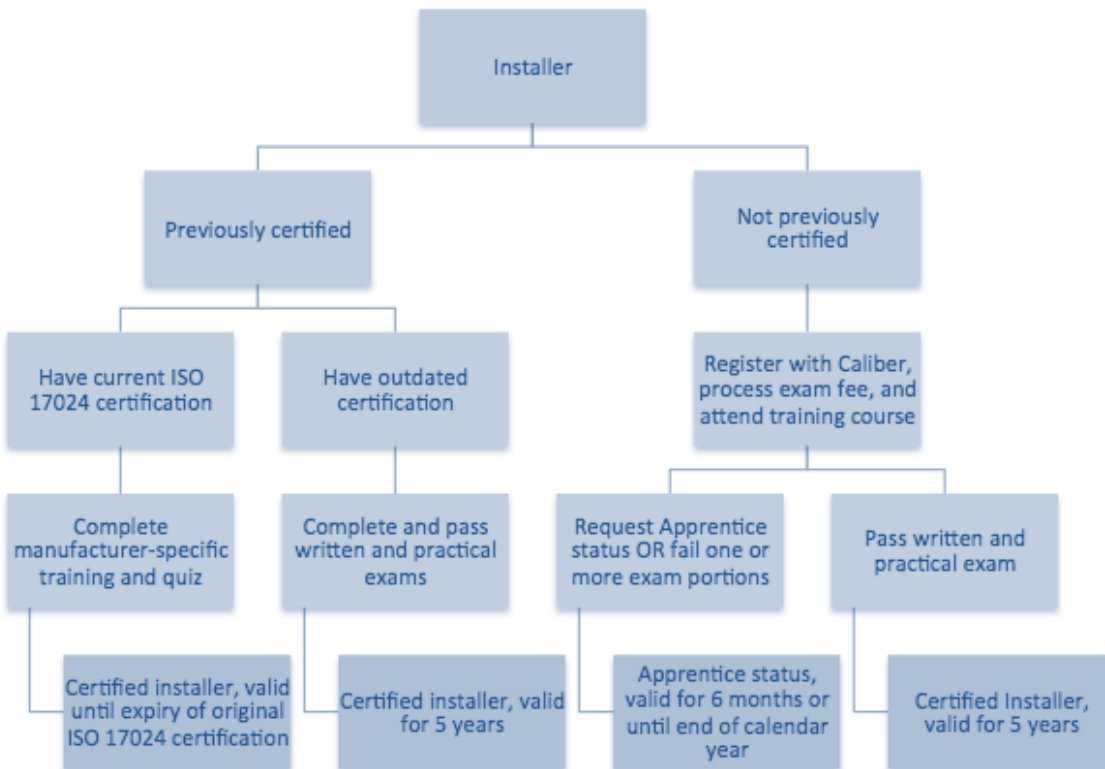 Installer
Previously certified
Not previously
certified
Have current ISO
17024 certification
Have outdated
certification
Register with Caliber,
process exam fee, and
attend training course
Complete
manufacturer-specific
training and quiz
Complete and pass
written and practical
exams
Request Apprentice
status OR fail one or
more exam portions
Pass written and
practical exam
Certified installer, valid
until expiry of original
ISO 17024 certification
Certified installer, valid
for 5 years
Apprentice status,
valid for 6 months or
until end of calendar
year
Certified Installer,
valid for 5 years